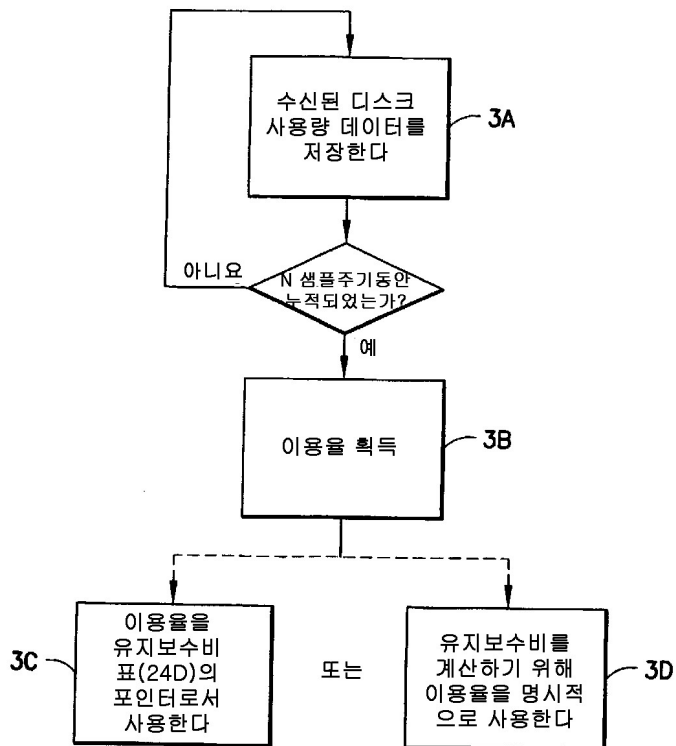 수신된 디스크
사용량 데이터를
저장한다
3A
아니요
N 샘플주기동안
누적되었는가?
예
이용율 획득
3B
3C
이용율을
유지보수비
표(24D)의
포인터로서
사용한다
또는
유지보수비를
계산하기 위해
이용율을 명시적
으로 사용한다
3D